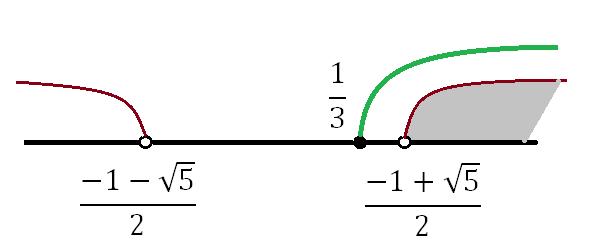 1/3
(-1 - √5)/2
(-1 + √5)/2